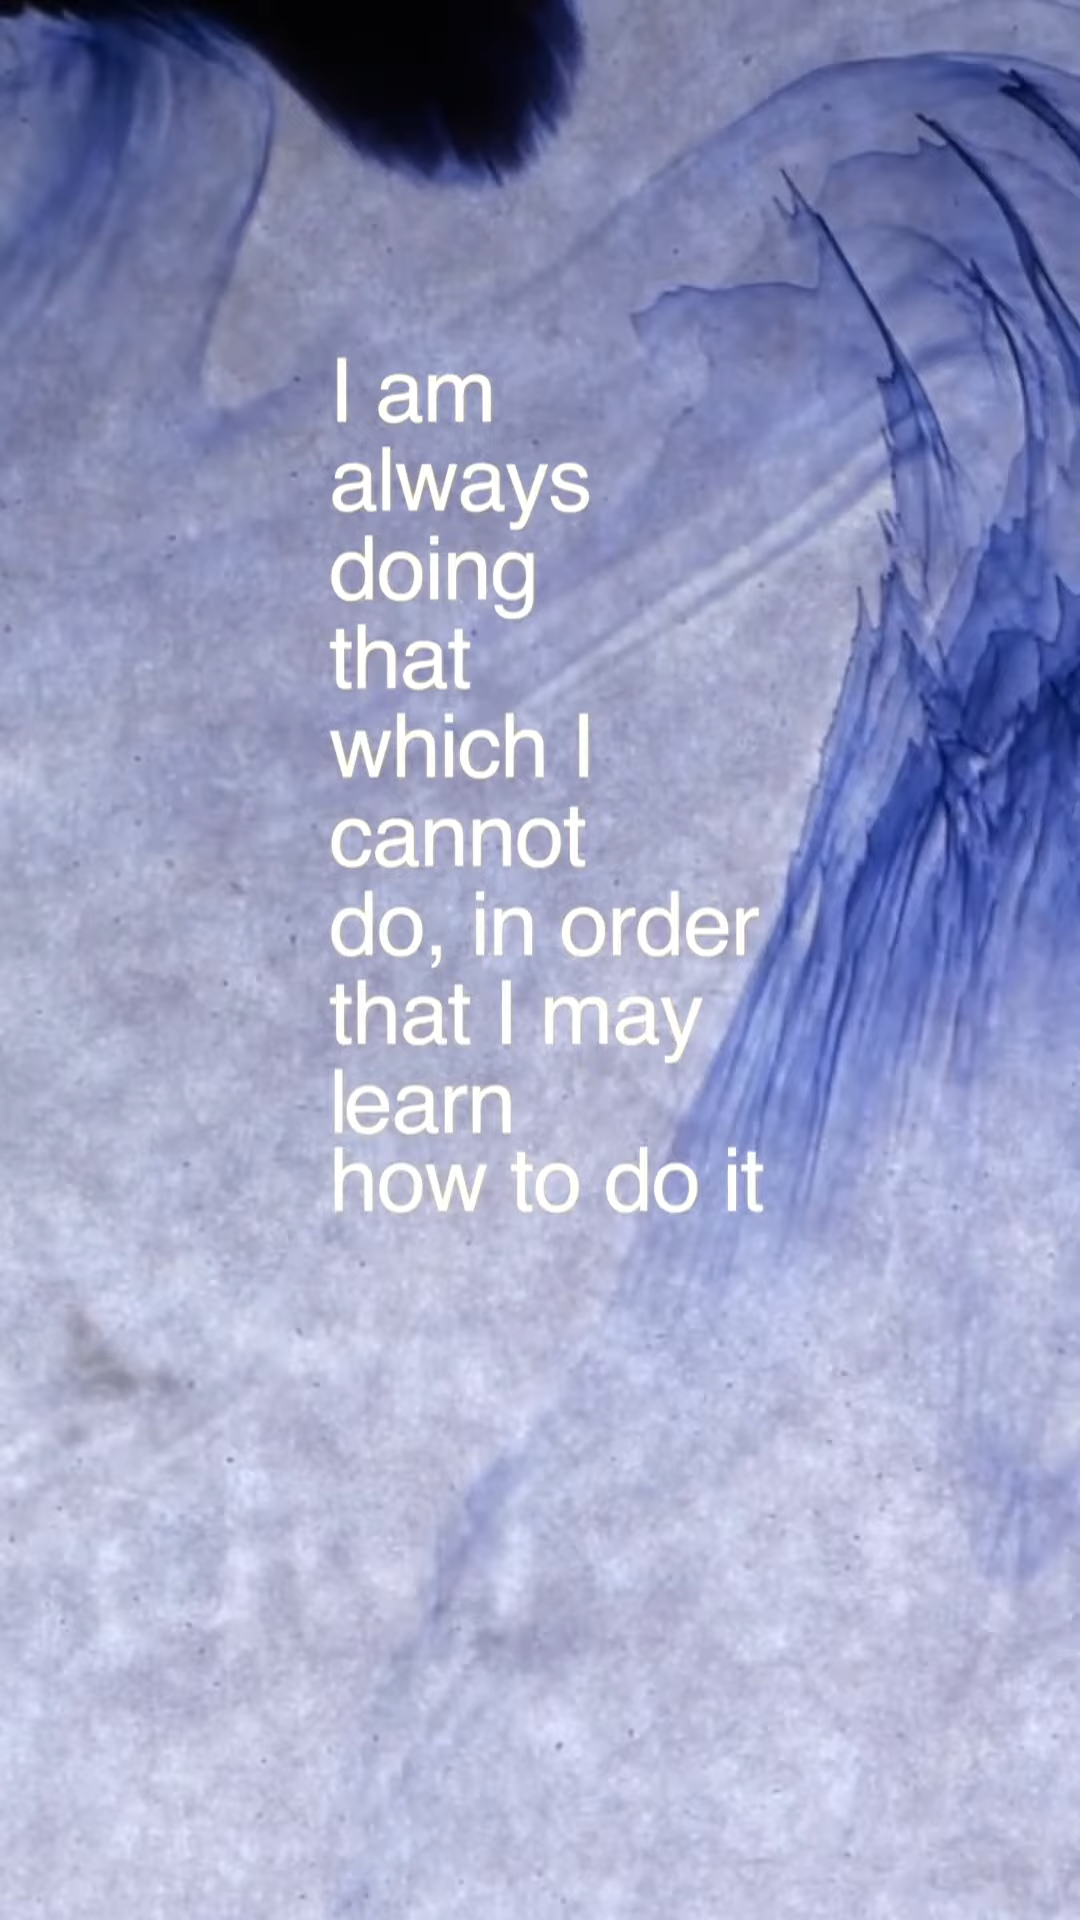 I am
always
doing
that
which I
cannot
do, in order
that I may
learn
how to do it